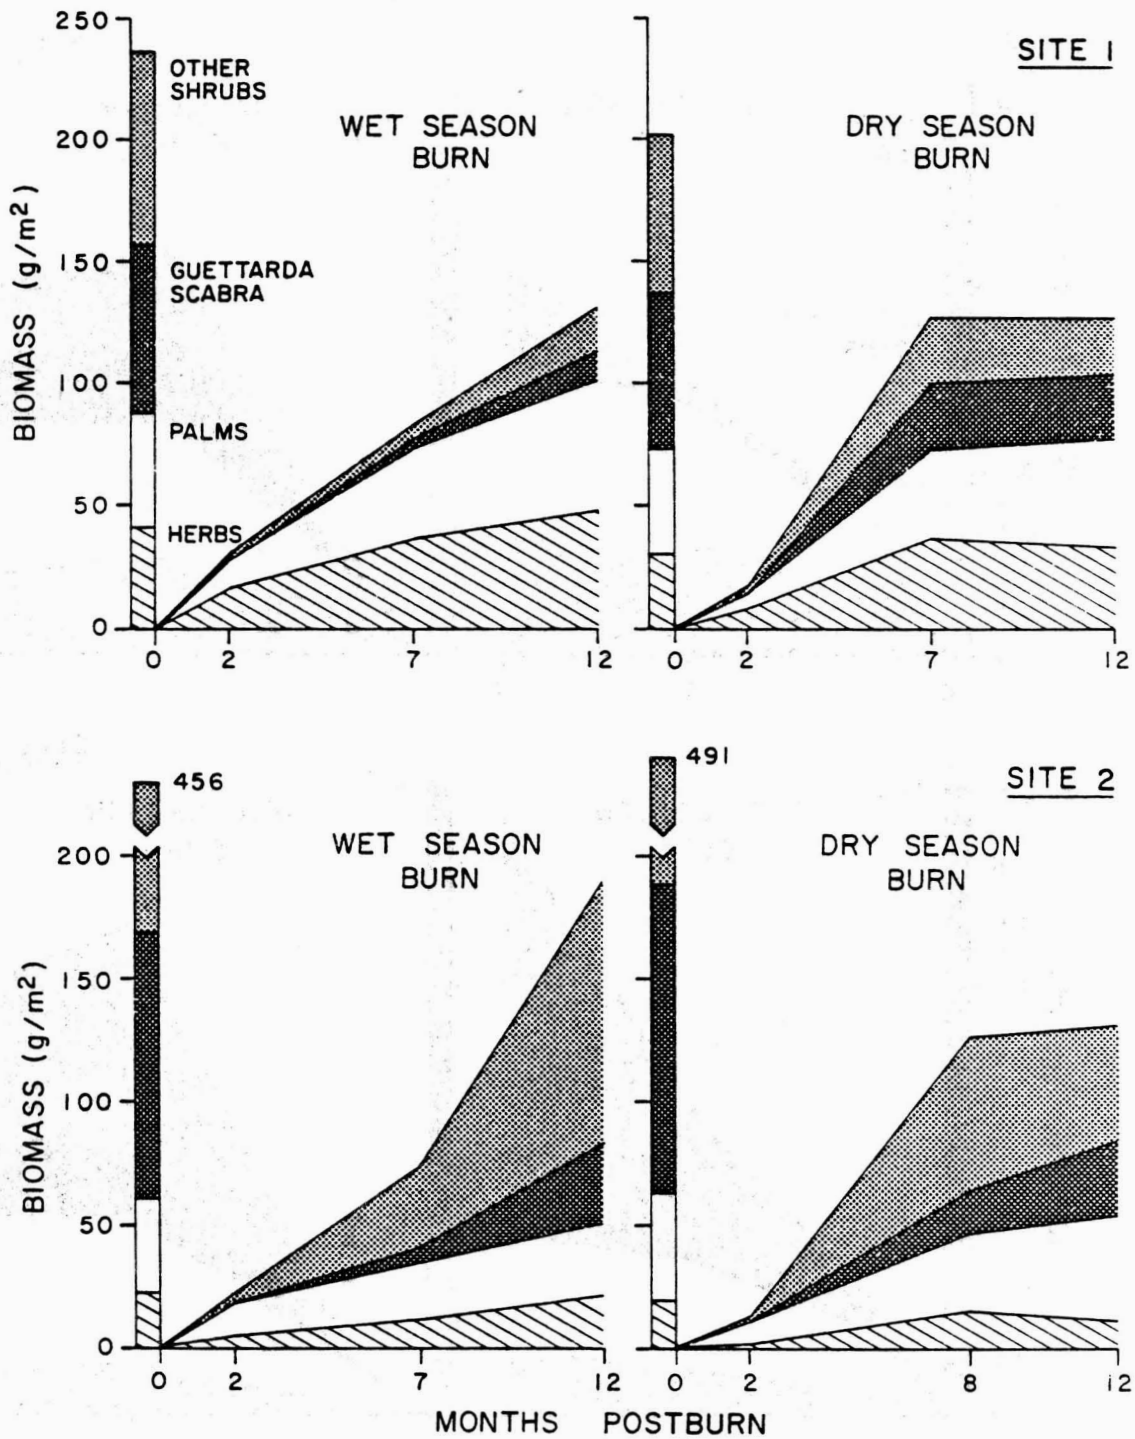 250
200
150
100
50
0
BIOMASS (g/m²)
OTHER
SHRUBS
GUETTARDA
SCABRA
PALMS
HERBS
WET SEASON
BURN
0 2 7 12
SITE 1
DRY SEASON
BURN
0 2 7 12
456
200
150
100
50
0
BIOMASS (g/m²)
WET SEASON
BURN
0 2 7 12
491
SITE 2
DRY SEASON
BURN
0 2 8 12
MONTHS POSTBURN